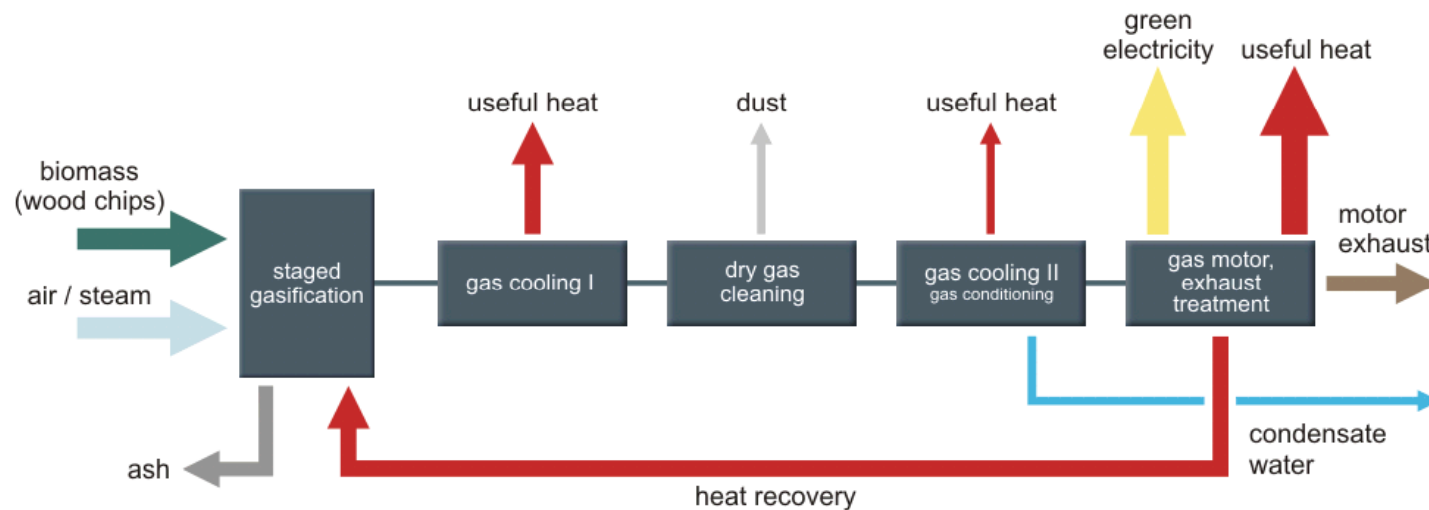 green
electricity
useful heat
useful heat
dust
useful heat
biomass
(wood chips)
motor
exhaust
staged
gasification
gas cooling I
dry gas
cleaning
gas cooling II
gas conditioning
gas motor,
exhaust
treatment
air / steam
ash
heat recovery
condensate
water